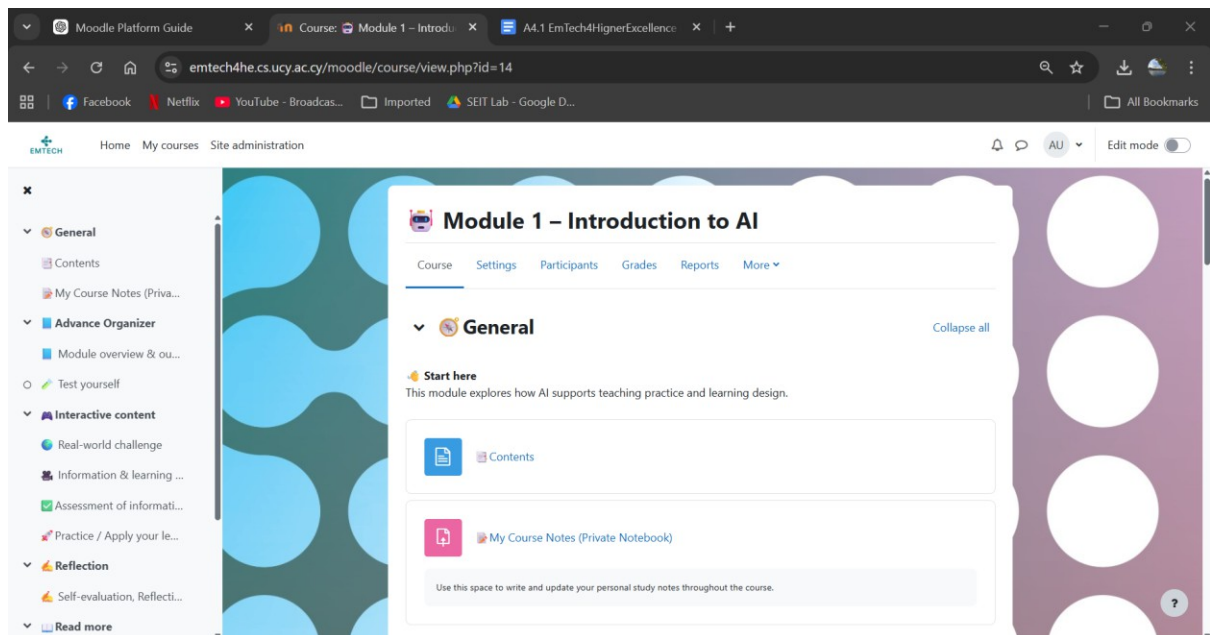 Moodle Platform Guide
Course: 🤖 Module 1 – Introdu
A4.1 EmTech4HignerExcellence
emtech4he.cs.ucy.ac.cy/moodle/course/view.php?id=14
Facebook
Netflix
YouTube - Broadcas...
Imported
SEIT Lab - Google D...
All Bookmarks
EMTECH
Home
My courses
Site administration
AU
Edit mode
General
Contents
My Course Notes (Priva...
Advance Organizer
Module overview & ou...
Test yourself
Interactive content
Real-world challenge
Information & learning ...
Assessment of informati...
Practice / Apply your le...
Reflection
Self-evaluation, Reflecti...
Read more
Module 1 – Introduction to AI
Course
Settings
Participants
Grades
Reports
More
General
Collapse all
Start here
This module explores how AI supports teaching practice and learning design.
Contents
My Course Notes (Private Notebook)
Use this space to write and update your personal study notes throughout the course.
?